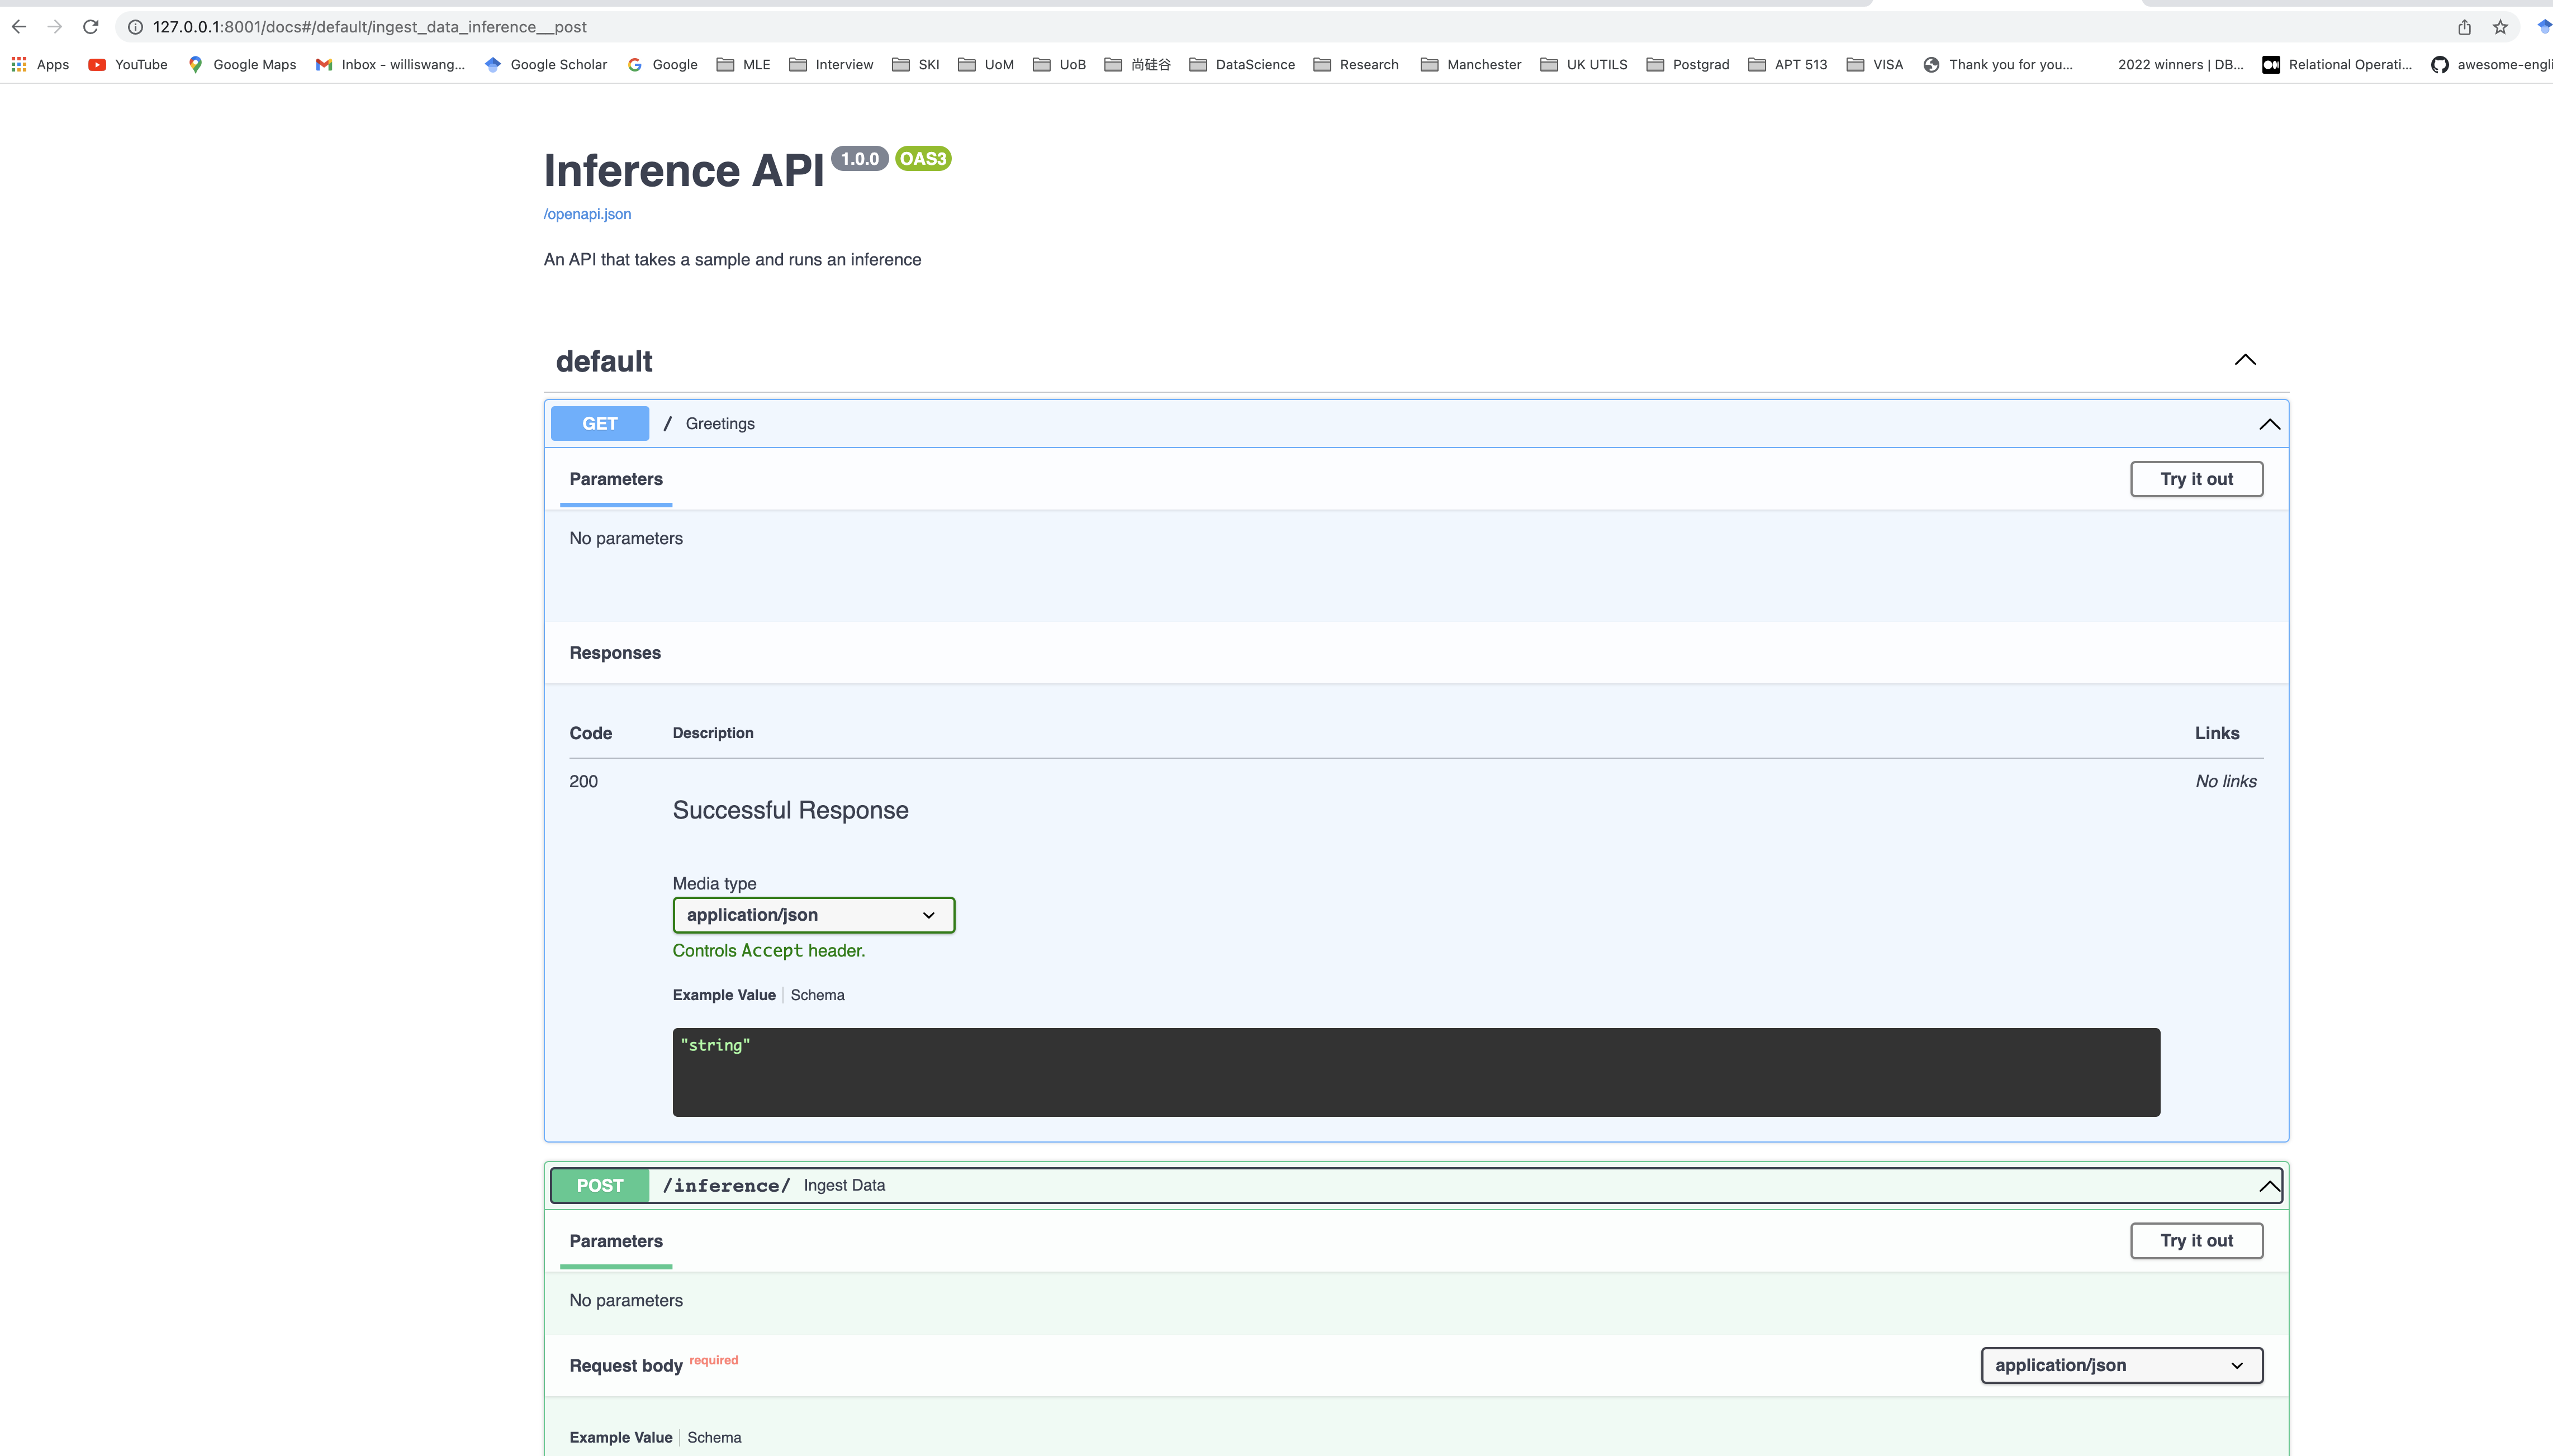 127.0.0.1:8001/docs#/default/ingest_data_inference__post
Apps YouTube Google Maps Inbox - williswang... Google Scholar Google MLE Interview SKI UoM UoB 尚硅谷 DataScience Research Manchester UK UTILS Postgrad APT 513 VISA Thank you for you... 2022 winners | DB... Relational Operati... awesome-engli
Inference API 1.0.0 OAS3
/openapi.json
An API that takes a sample and runs an inference
default
GET / Greetings
Parameters Try it out
No parameters
Responses
Code Description Links
200 No links
Successful Response
Media type
application/json
Controls Accept header.
Example Value Schema
"string"
POST /inference/ Ingest Data
Parameters Try it out
No parameters
Request body required application/json
Example Value Schema